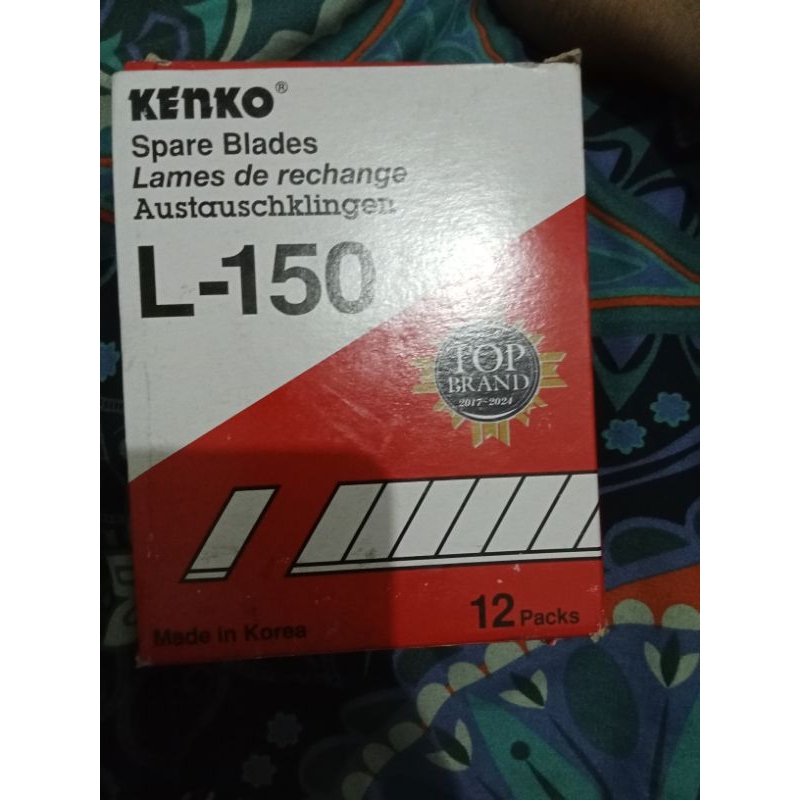 KENKO®
Spare Blades
Lames de rechange
Austauschklingen
L-150
TOP
BRAND
2017-2024
12 Packs
Made in Korea